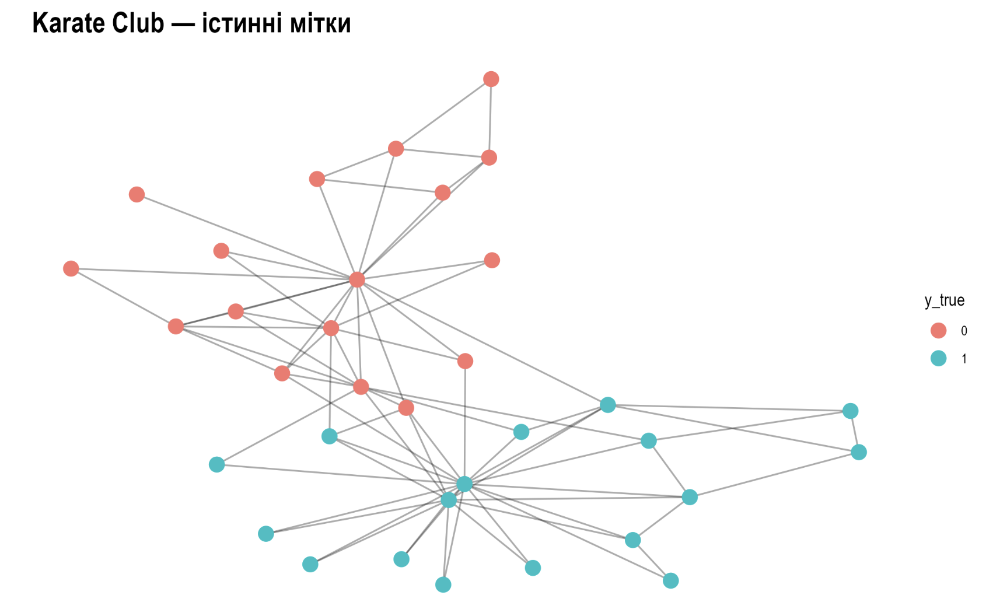 Karate Club — істинні мітки
y_true
0
1